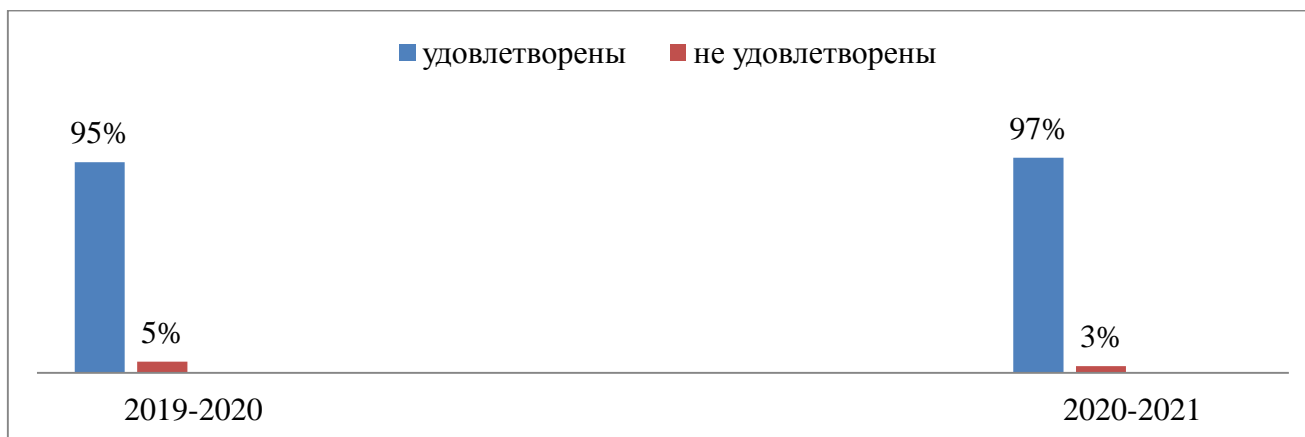 удовлетворены не удовлетворены
95% 97%
5% 3%
2019-2020 2020-2021